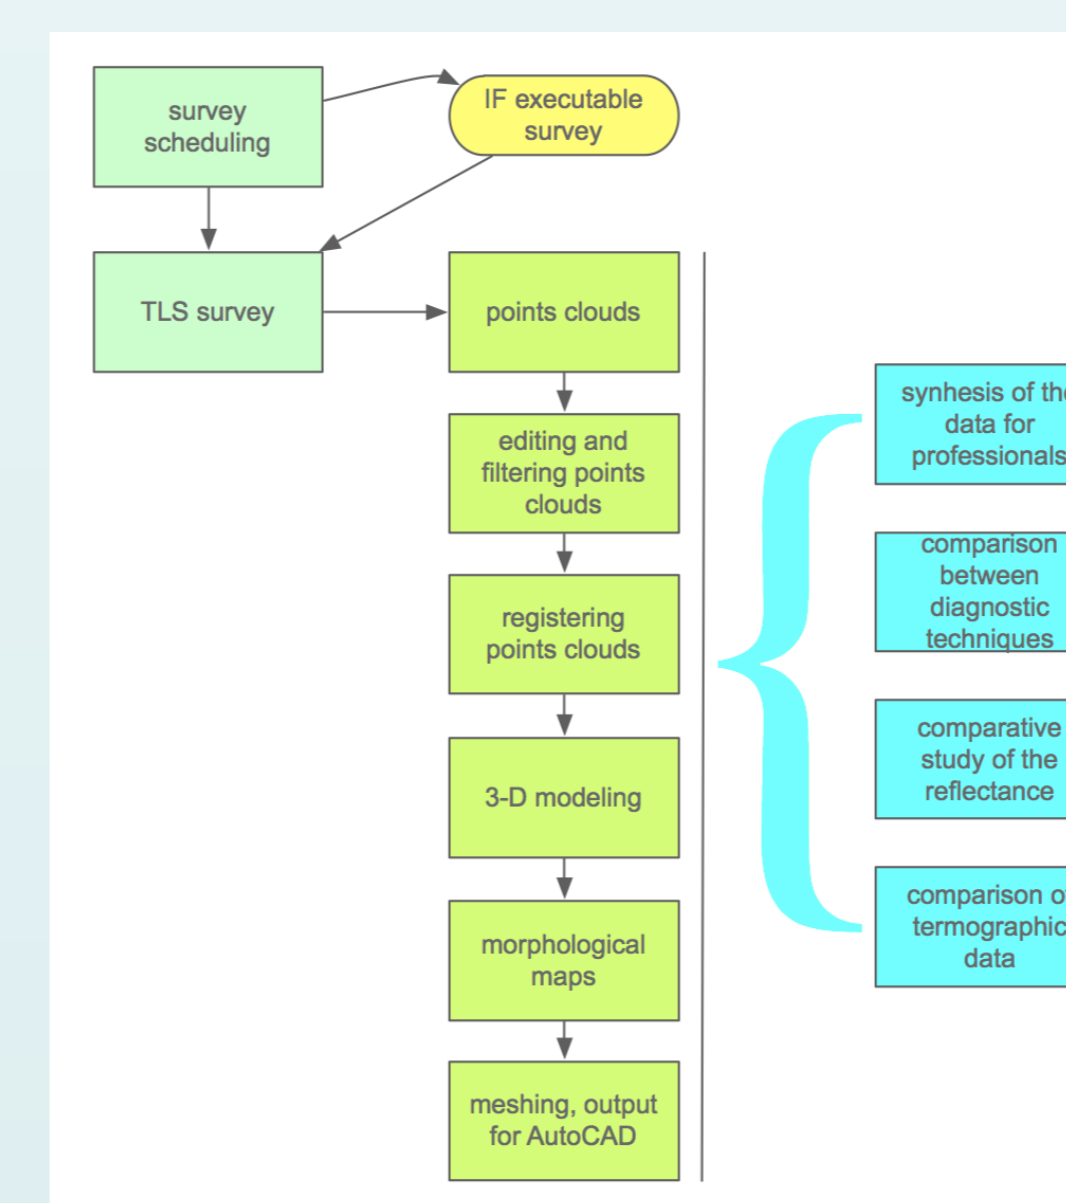 survey
scheduling
IF executable
survey
TLS survey
points clouds
editing and
filtering points
clouds
registering
points clouds
3-D modeling
morphological
maps
meshing, output
for AutoCAD
synhesis of the
data for
professionals
comparison
between
diagnostic
techniques
comparative
study of the
reflectance
comparison of
termographic
data